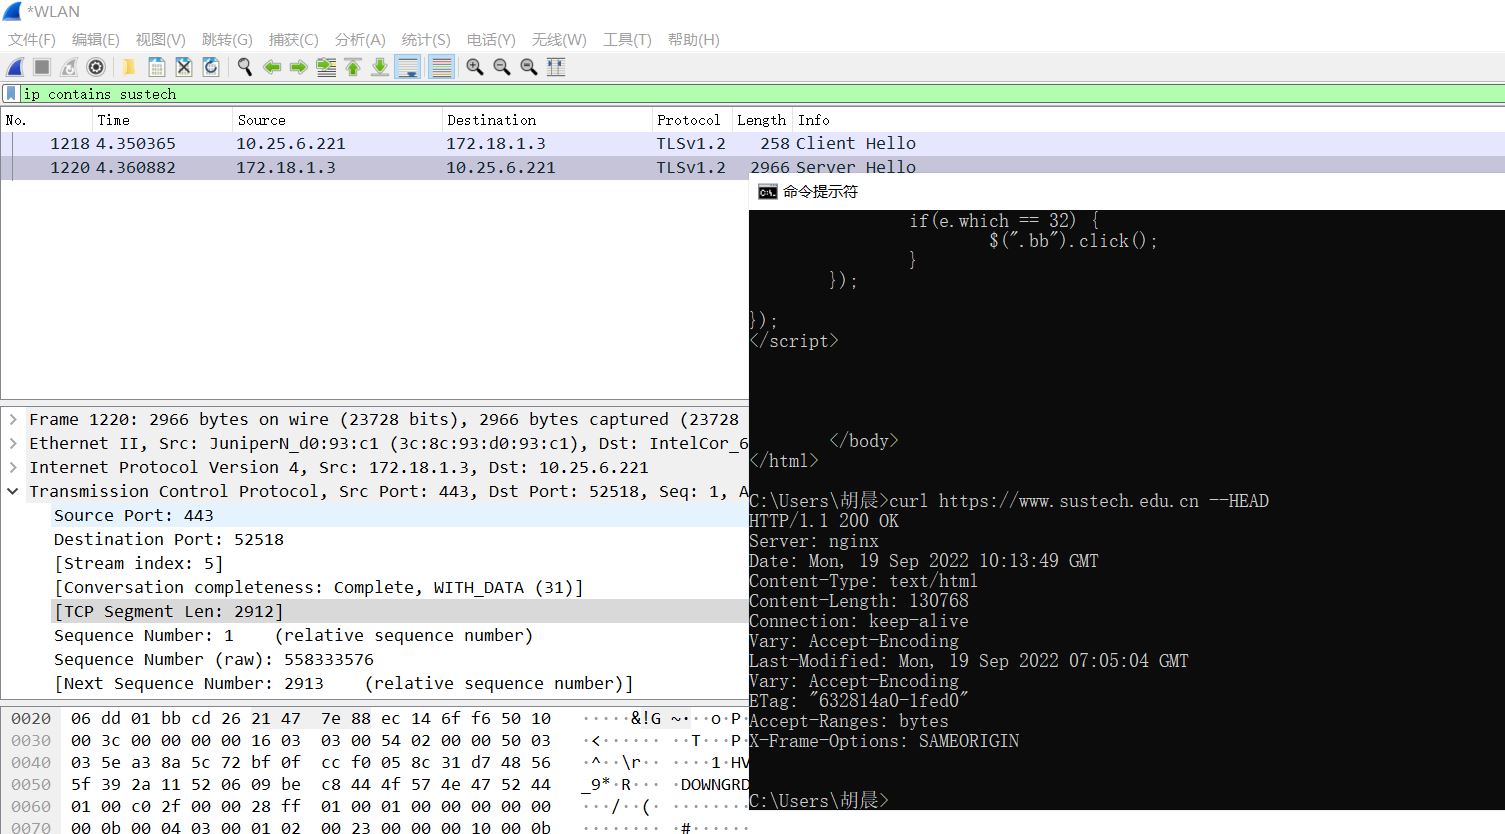 *WLAN
文件(F) 编辑(E) 视图(V) 跳转(G) 捕获(C) 分析(A) 统计(S) 电话(Y) 无线(W) 工具(T) 帮助(H)
ip contains sustech
No. Time Source Destination Protocol Length Info
1218 4.350365 10.25.6.221 172.18.1.3 TLSv1.2 258 Client Hello
1220 4.360882 172.18.1.3 10.25.6.221 TLSv1.2 2966 Server Hello
Frame 1220: 2966 bytes on wire (23728 bits), 2966 bytes captured (23728
Ethernet II, Src: JuniperN_d0:93:c1 (3c:8c:93:d0:93:c1), Dst: IntelCor_6
Internet Protocol Version 4, Src: 172.18.1.3, Dst: 10.25.6.221
Transmission Control Protocol, Src Port: 443, Dst Port: 52518, Seq: 1, A
Source Port: 443
Destination Port: 52518
[Stream index: 5]
[Conversation completeness: Complete, WITH_DATA (31)]
[TCP Segment Len: 2912]
Sequence Number: 1 (relative sequence number)
Sequence Number (raw): 558333576
[Next Sequence Number: 2913 (relative sequence number)]
0020 06 dd 01 bb cd 26 21 47 7e 88 ec 14 6f f6 50 10 ·····&!G ~···o·P·
0030 00 3c 00 00 00 00 16 03 03 00 54 02 00 00 50 03 ·<······ ··T···P·
0040 03 5e a3 8a 5c 72 bf 0f cc f0 05 8c 31 d7 48 56 ·^··\r·· ····1·HV
0050 5f 39 2a 11 52 06 09 be c8 44 4f 57 4e 47 52 44 _9*·R··· ·DOWNGRD
0060 01 00 c0 2f 00 00 28 ff 01 00 01 00 00 00 00 00 ···/··(· ········
0070 00 0b 00 04 03 00 01 02 00 23 00 00 00 10 00 0b ········ ·#······
命令提示符
if(e.which == 32) {
$(".bb").click();
}
});
});
</script>
</body>
</html>
C:\Users\胡晨>curl https://www.sustech.edu.cn --HEAD
HTTP/1.1 200 OK
Server: nginx
Date: Mon, 19 Sep 2022 10:13:49 GMT
Content-Type: text/html
Content-Length: 130768
Connection: keep-alive
Vary: Accept-Encoding
Last-Modified: Mon, 19 Sep 2022 07:05:04 GMT
Vary: Accept-Encoding
ETag: "632814a0-1fed0"
Accept-Ranges: bytes
X-Frame-Options: SAMEORIGIN
C:\Users\胡晨>